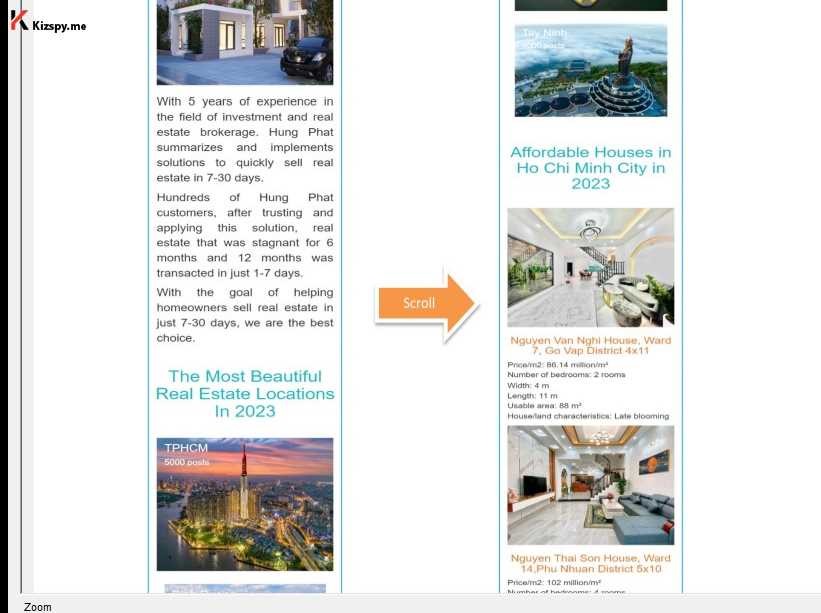 Kizspy.me
With 5 years of experience in
the field of investment and real
estate brokerage. Hung Phat
summarizes and implements
solutions to quickly sell real
estate in 7-30 days.
Hundreds of Hung Phat
customers, after trusting and
applying this solution, real
estate that was stagnant for 6
months and 12 months was
transacted in just 1-7 days.
With the goal of helping
homeowners sell real estate in
just 7-30 days, we are the best
choice.
The Most Beautiful
Real Estate Locations
In 2023
TPHCM
5000 posts
Scroll
Tay Ninh
5000 posts
Affordable Houses in
Ho Chi Minh City in
2023
Nguyen Van Nghi House, Ward
7, Go Vap District 4x11
Price/m2: 86.14 million/m²
Number of bedrooms: 2 rooms
Width: 4 m
Length: 11 m
Usable area: 88 m²
House/land characteristics: Late blooming
Nguyen Thai Son House, Ward
14,Phu Nhuan District 5x10
Price/m2: 102 million/m²
Number of bedrooms: 4 rooms
Zoom